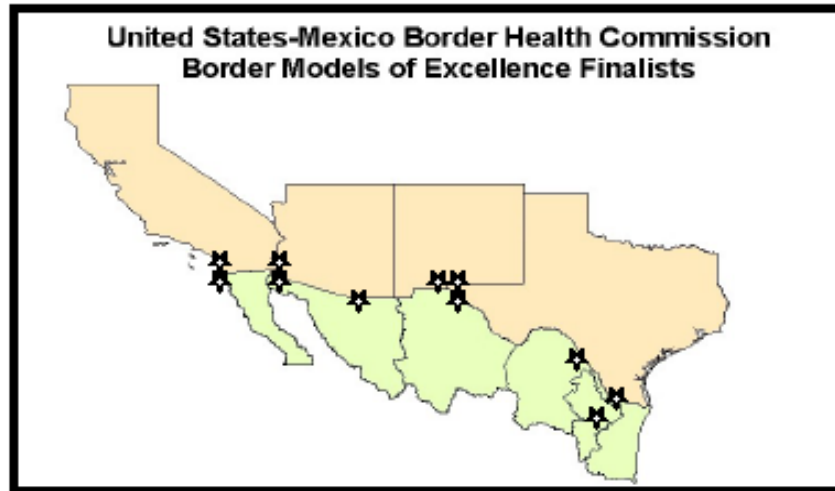 United States-Mexico Border Health Commission
Border Models of Excellence Finalists